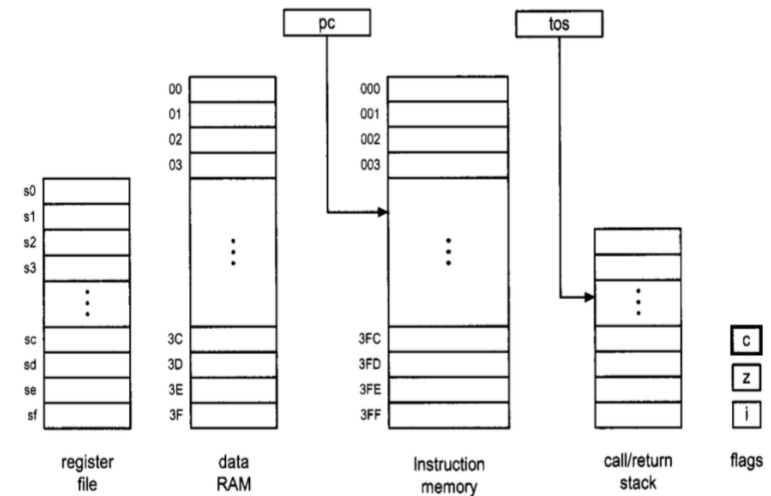 pc
tos
00
01
02
03
000
001
002
003
s0
s1
s2
s3
sc
sd
se
sf
3C
3D
3E
3F
3FC
3FD
3FE
3FF
c
z
i
register
file
data
RAM
Instruction
memory
call/return
stack
flags